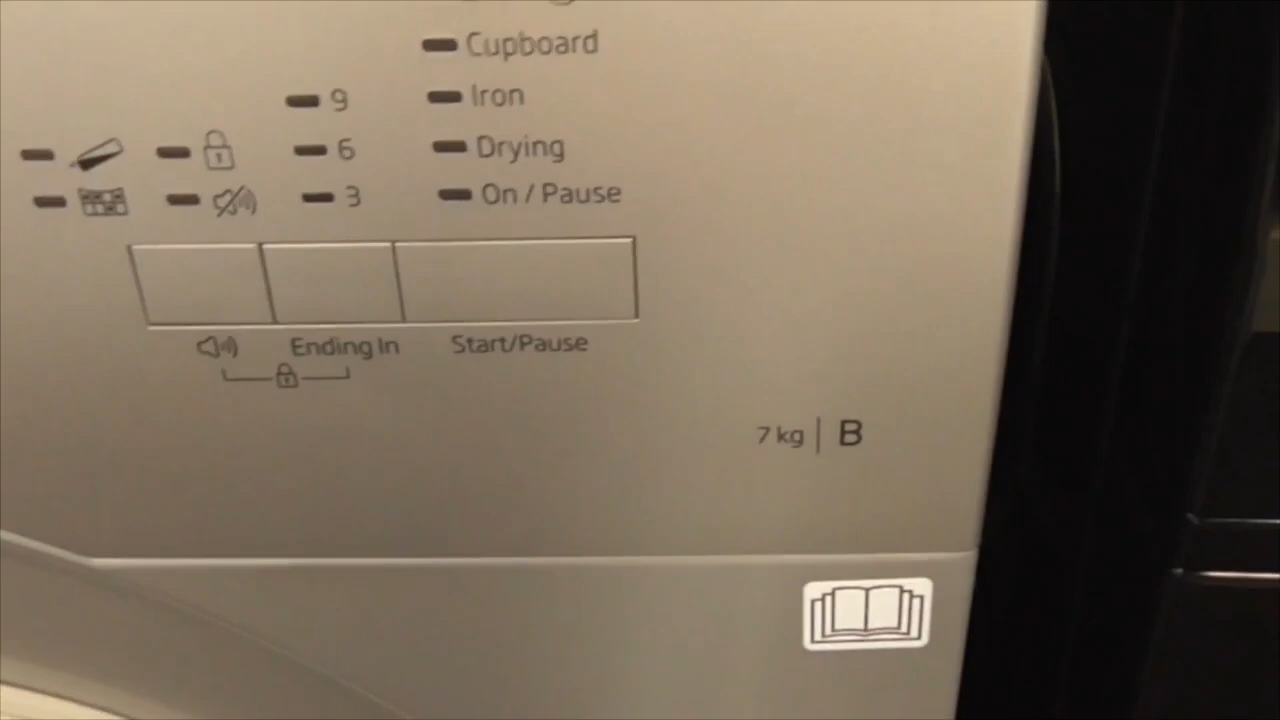 Cupboard
9 Iron
6 Drying
3 On / Pause
Ending In Start/Pause
7 kg | B